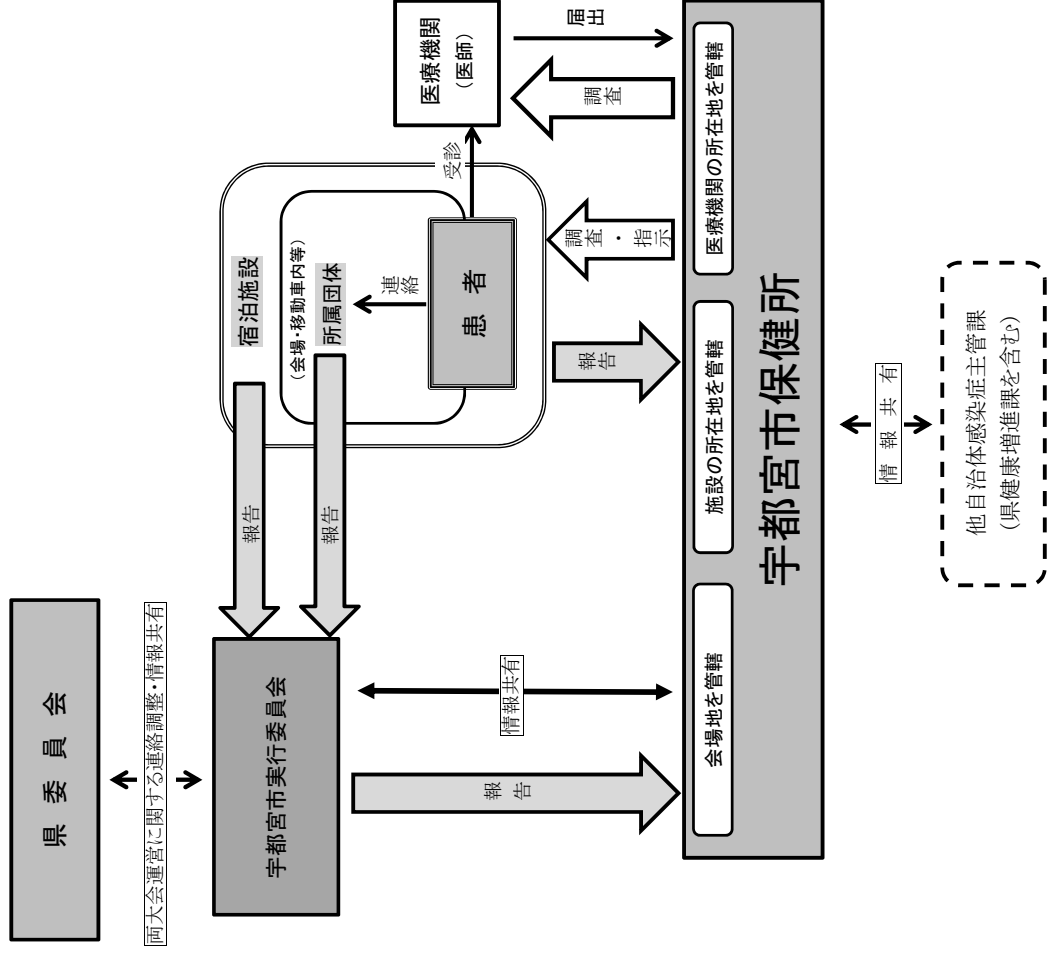 県委員会
両大会運営に関する連絡調整・情報共有
宇都宮市実行委員会
報告
報告
宿泊施設
(会場・移動車内等)
所属団体
連絡
患者
受診
医療機関
(医師)
届出
調査
調査・指示
報告
情報共有
報告
会場地を管轄
施設の所在地を管轄
医療機関の所在地を管轄
宇都宮市保健所
情報共有
他自治体感染症主管課
(県健康増進課を含む)